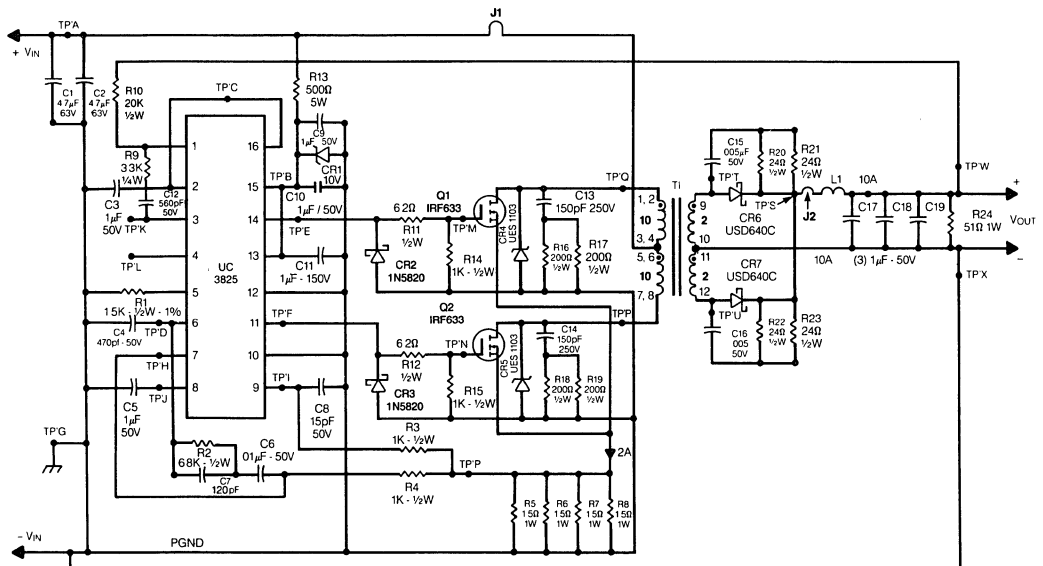 J1
TP'A
+ VIN
C1
47µF
63V
C2
47µF
63V
R10
20K
½W
TP'C
R13
500Ω
5W
C9
1µF 50V
CR1
10V
R9
33K
¼W
C12
560pF
50V
C3
1µF
50V
TP'K
TP'L
R1
15K - ½W - 1%
TP'D
C4
470pf - 50V
TP'H
C5
1µF
50V
TP'J
TP'G
1
2
3
4
5
6
7
8
UC
3825
16
15
14
13
12
11
10
9
TP'B
C10
1µF / 50V
TP'E
C11
1µF - 150V
TP'F
TP'I
C8
15pF
50V
CR2
1N5820
CR3
1N5820
6 2Ω
R11
½W
6 2Ω
R12
½W
Q1
IRF633
TP'M
R14
1K - ½W
Q2
IRF633
TP'N
R15
1K - ½W
CR4
UES 1103
CR5
UES 1103
C13
150pF 250V
R16
200Ω
½W
R17
200Ω
½W
C14
150pF
250V
R18
200Ω
½W
R19
200Ω
½W
TP'Q
TP'P
1, 2
10
3, 4
5, 6
10
7, 8
T1
9
2
10
11
2
12
C15
005µF
50V
R20
24Ω
½W
R21
24Ω
½W
TP'T
TP'S
CR6
USD640C
J2
L1
10A
TP'W
C17
C18
C19
R24
51Ω 1W
+
VOUT
-
10A
(3) 1µF - 50V
TP'X
CR7
USD640C
TP'U
C16
005
50V
R22
24Ω
½W
R23
24Ω
½W
R2
68K - ½W
C7
120pF
C6
01µF - 50V
R3
1K - ½W
R4
1K - ½W
TP'P
2A
R5
15Ω
1W
R6
15Ω
1W
R7
15Ω
1W
R8
15Ω
1W
- VIN
PGND